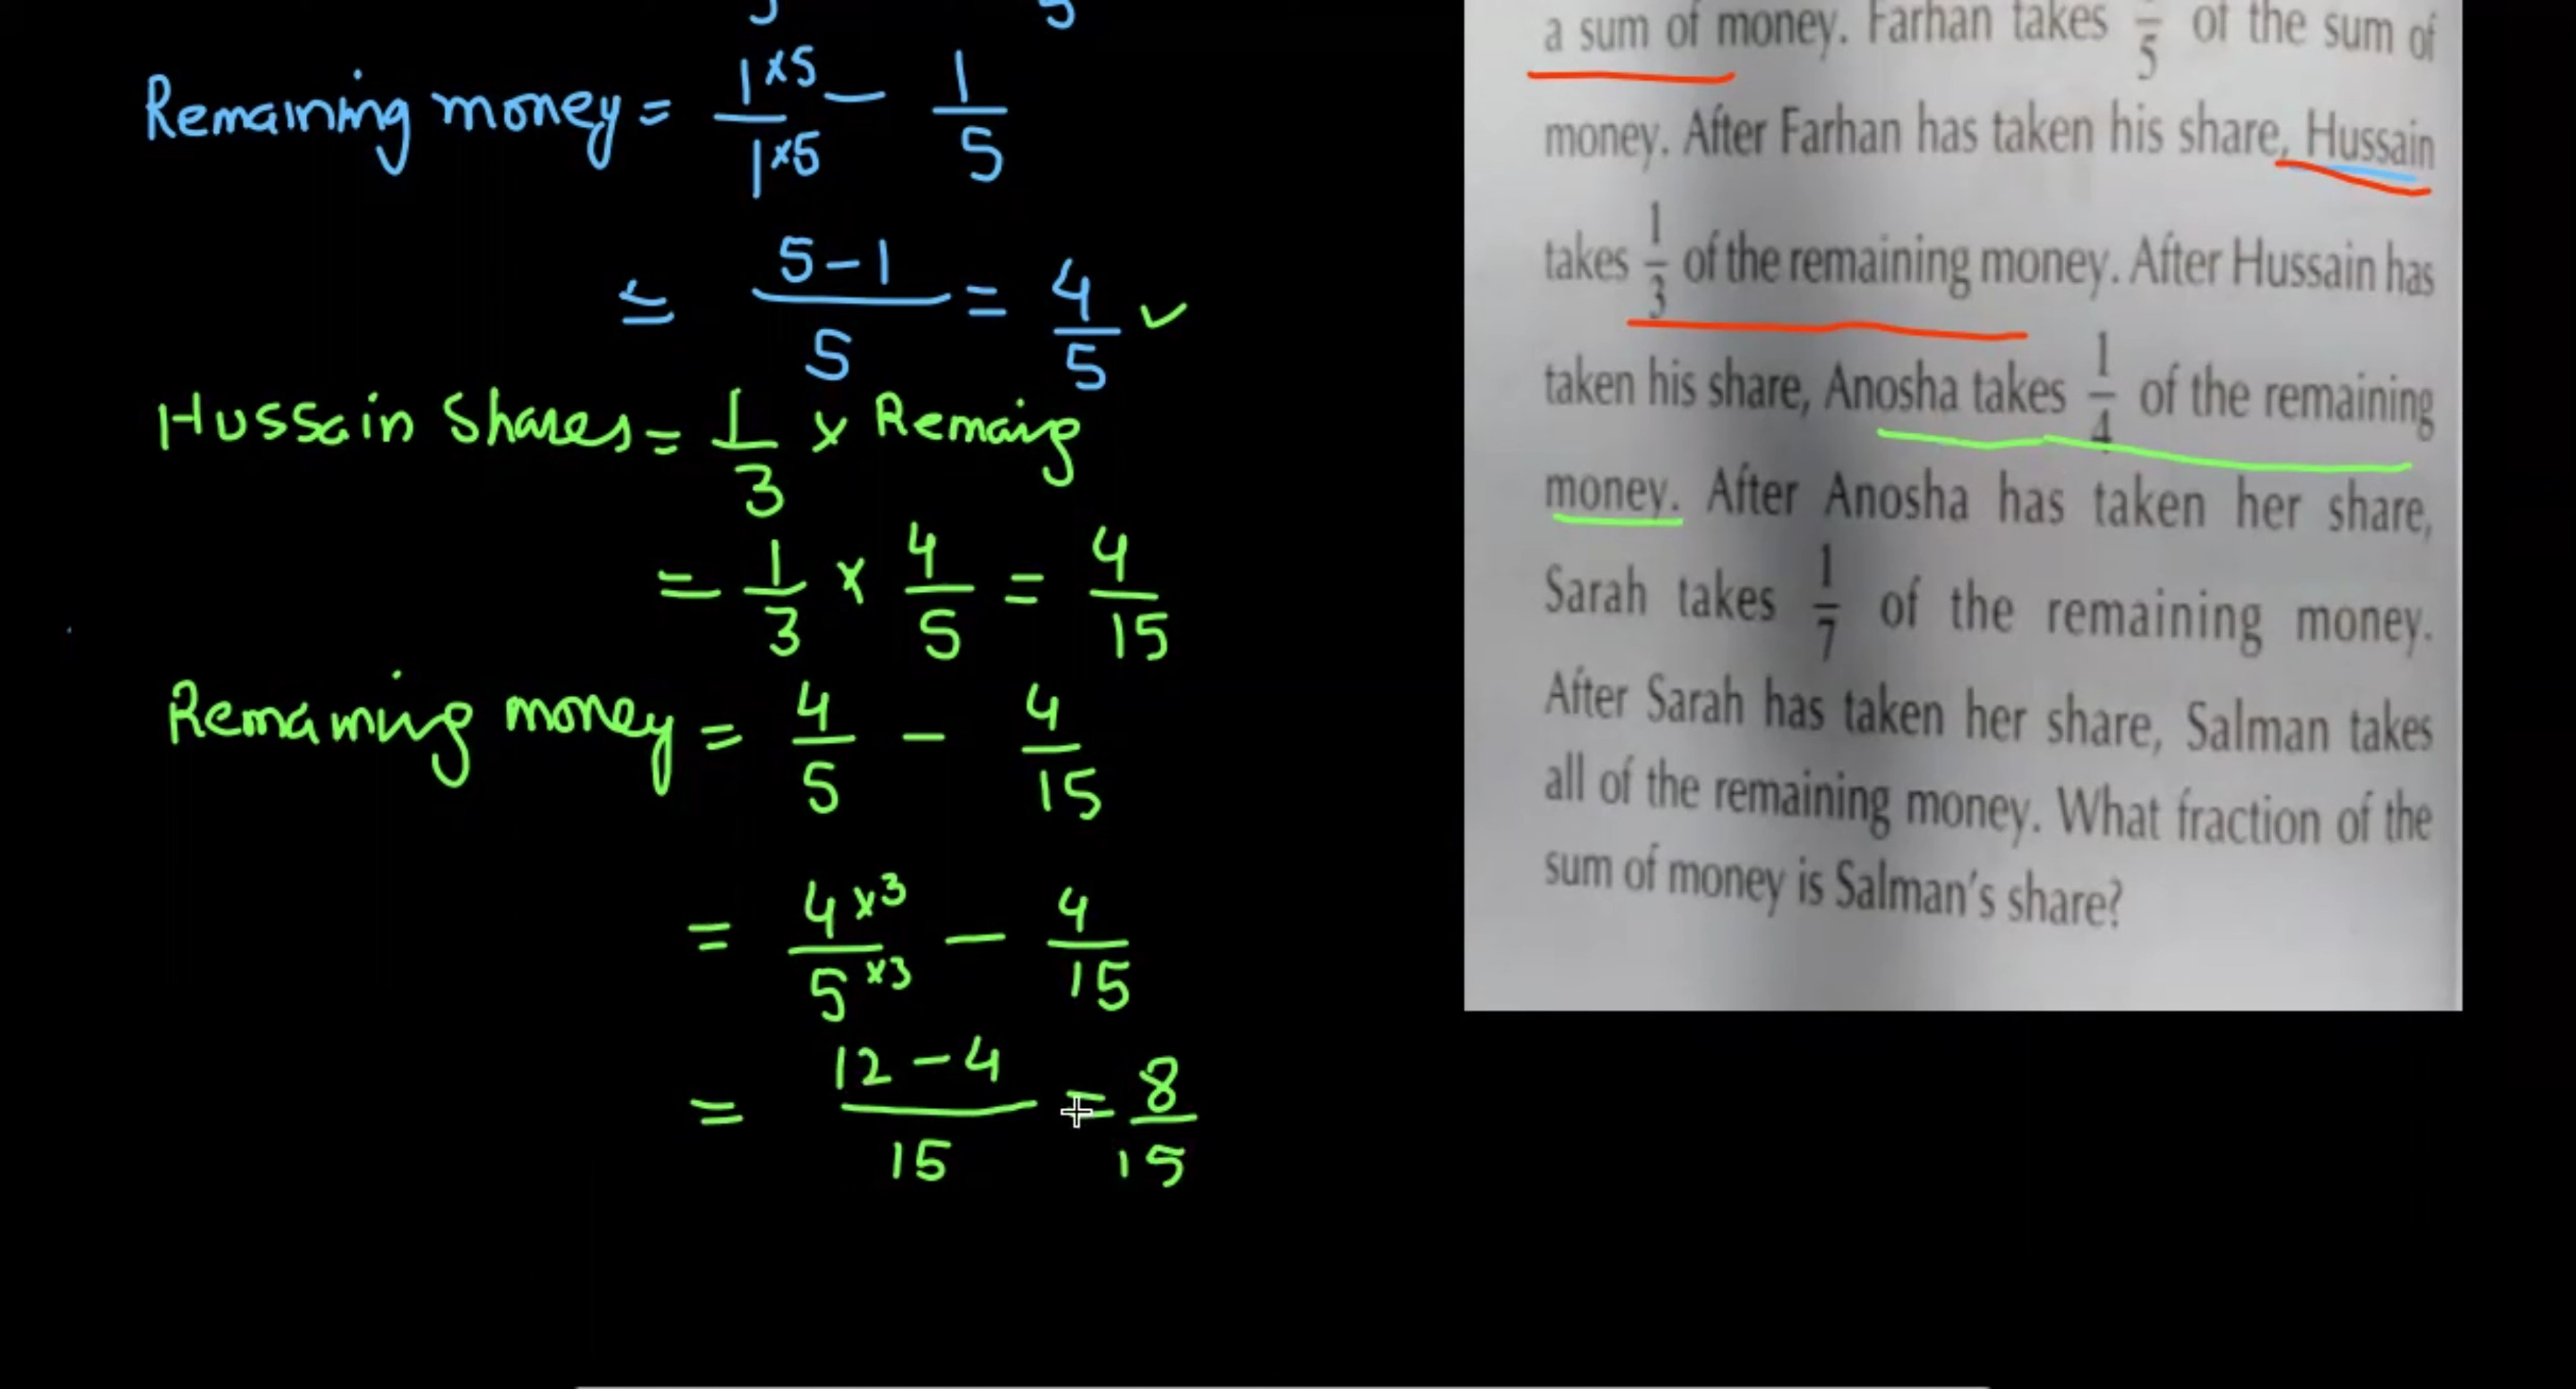 Remaining money = 1×5/1×5 − 1/5
= 5−1/5 = 4/5 ✓
Hussain Shares = 1/3 × Remaing
= 1/3 × 4/5 = 4/15
Remaining money = 4/5 − 4/15
= 4×3/5×3 − 4/15
= 12−4/15 = 8/15
a sum of money. Farhan takes /5 of the sum of
money. After Farhan has taken his share, Hussain
takes 1/3 of the remaining money. After Hussain has
taken his share, Anosha takes 1/4 of the remaining
money. After Anosha has taken her share,
Sarah takes 1/7 of the remaining money.
After Sarah has taken her share, Salman takes
all of the remaining money. What fraction of the
sum of money is Salman's share?